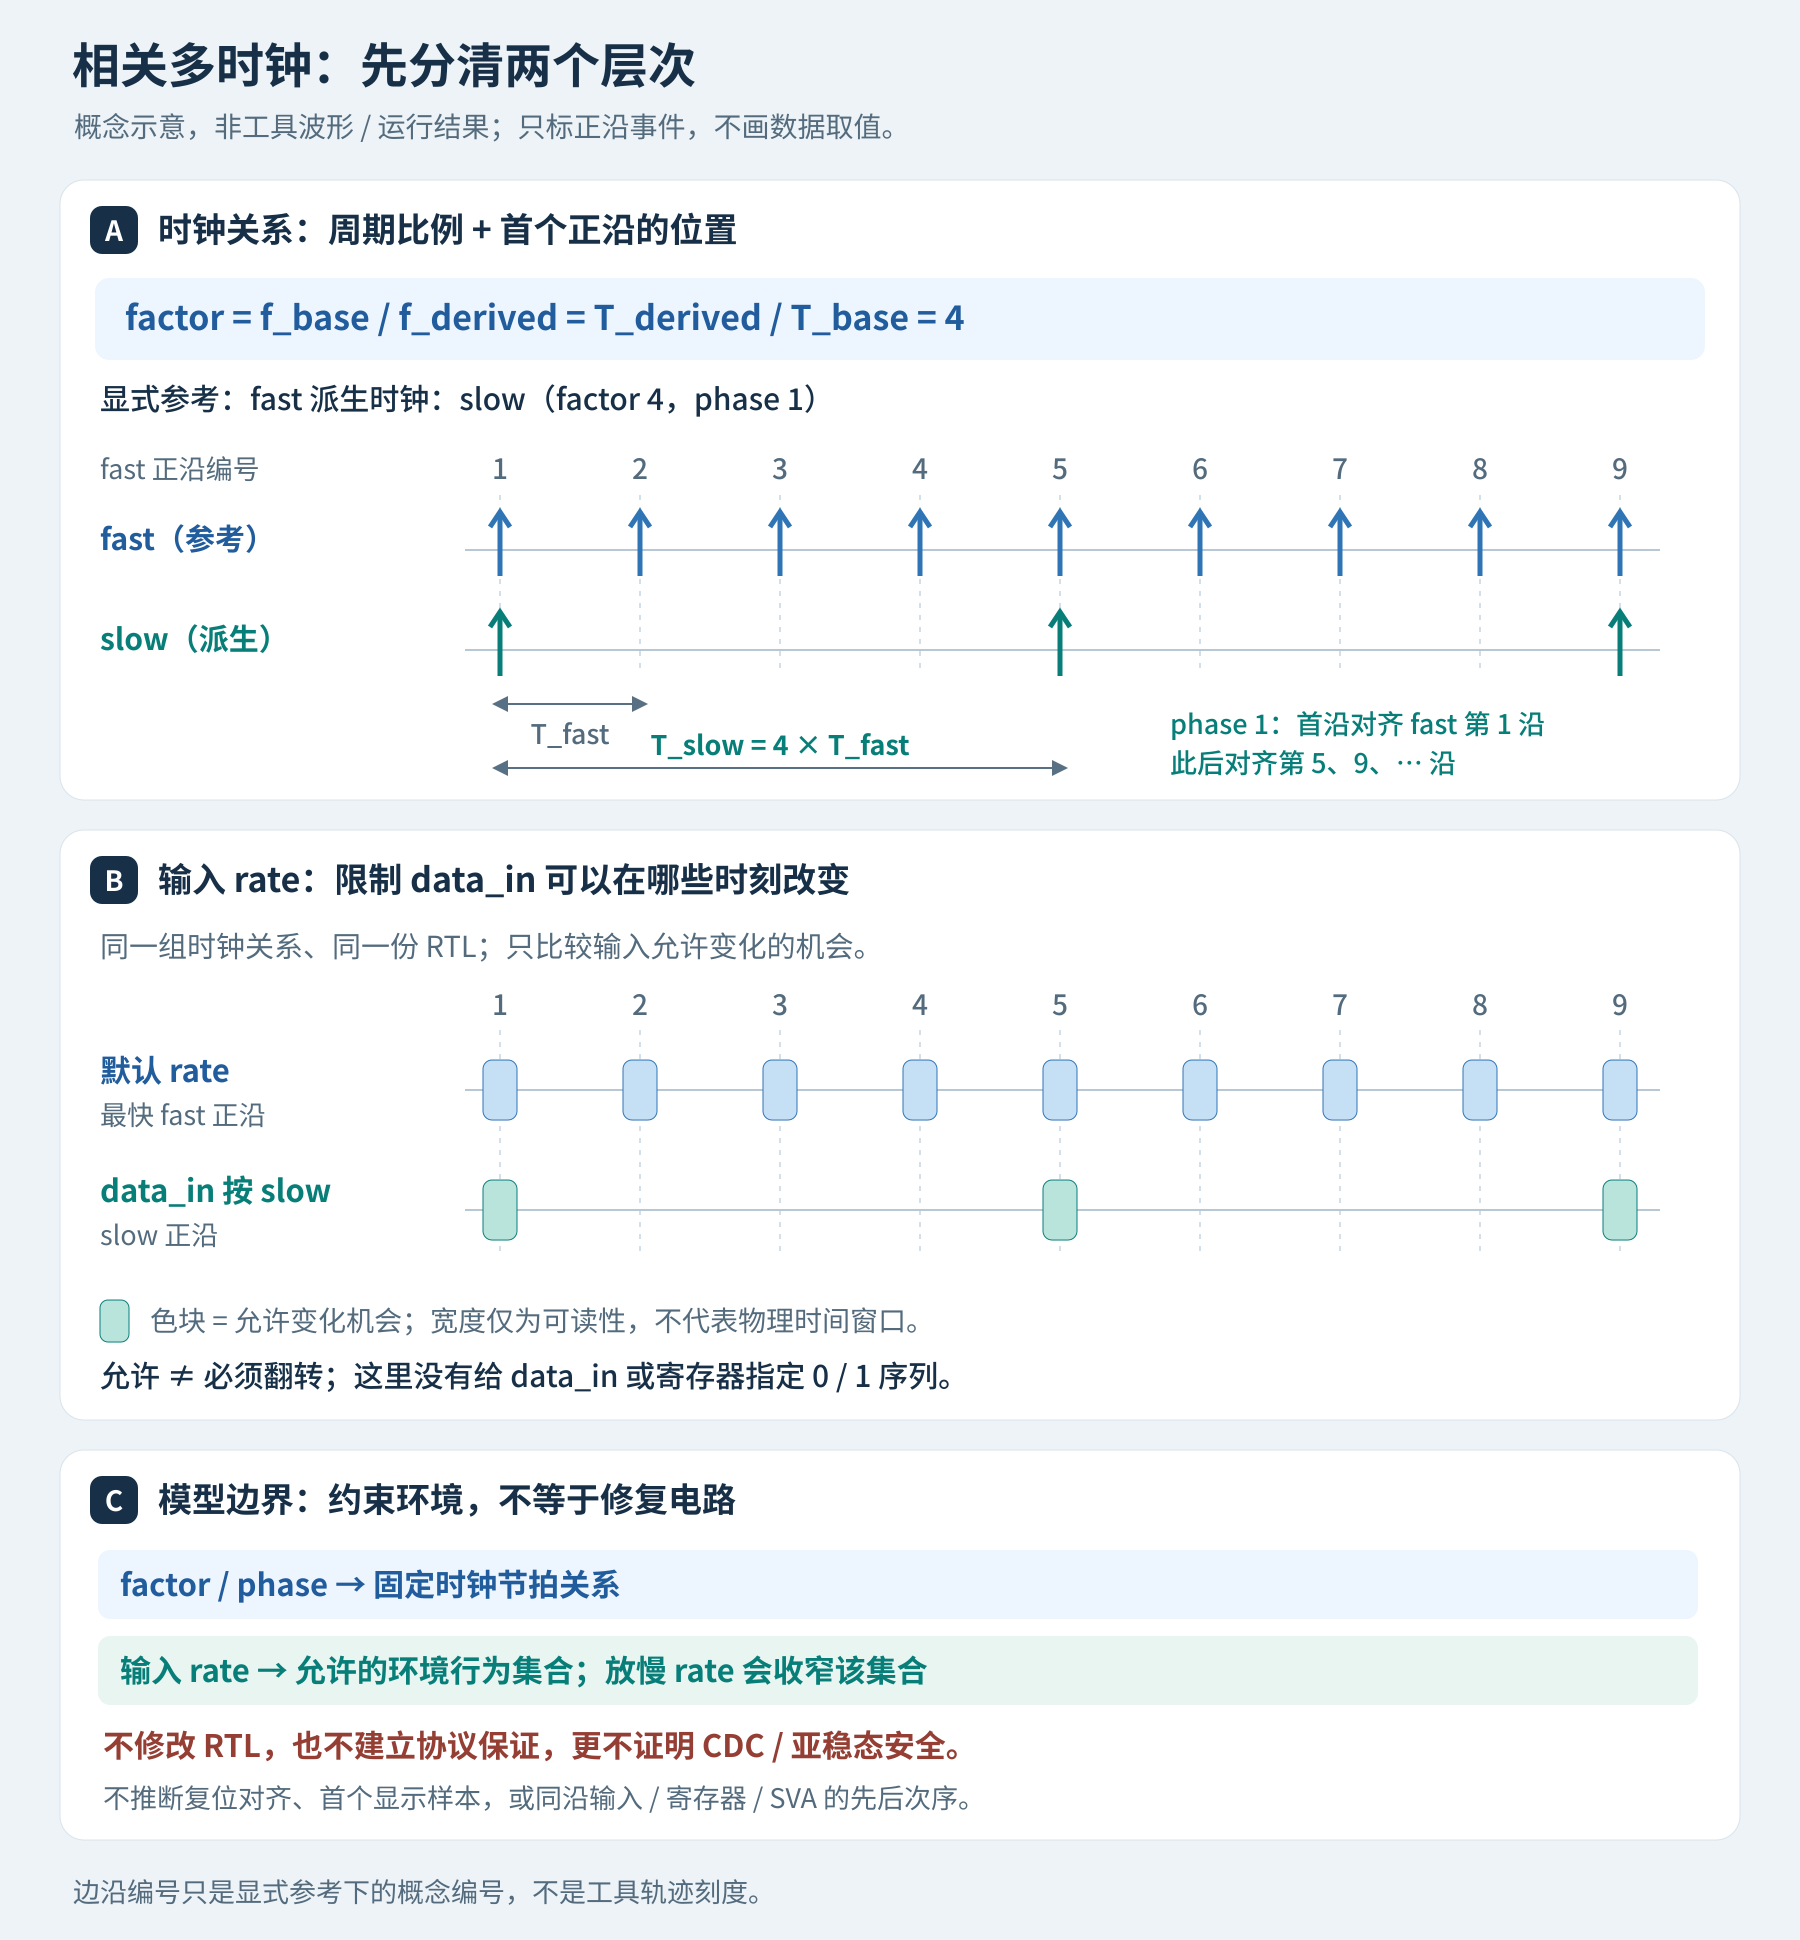 相关多时钟：先分清两个层次
概念示意，非工具波形 / 运行结果；只标正沿事件，不画数据取值。
A 时钟关系：周期比例 + 首个正沿的位置
factor = f_base / f_derived = T_derived / T_base = 4
显式参考：fast 派生时钟：slow（factor 4，phase 1）
fast 正沿编号 1 2 3 4 5 6 7 8 9
fast（参考）
slow（派生）
T_fast
T_slow = 4 × T_fast
phase 1：首沿对齐 fast 第 1 沿
此后对齐第 5、9、… 沿
B 输入 rate：限制 data_in 可以在哪些时刻改变
同一组时钟关系、同一份 RTL；只比较输入允许变化的机会。
1 2 3 4 5 6 7 8 9
默认 rate
最快 fast 正沿
data_in 按 slow
slow 正沿
色块 = 允许变化机会；宽度仅为可读性，不代表物理时间窗口。
允许 ≠ 必须翻转；这里没有给 data_in 或寄存器指定 0 / 1 序列。
C 模型边界：约束环境，不等于修复电路
factor / phase → 固定时钟节拍关系
输入 rate → 允许的环境行为集合；放慢 rate 会收窄该集合
不修改 RTL，也不建立协议保证，更不证明 CDC / 亚稳态安全。
不推断复位对齐、首个显示样本，或同沿输入 / 寄存器 / SVA 的先后次序。
边沿编号只是显式参考下的概念编号，不是工具轨迹刻度。